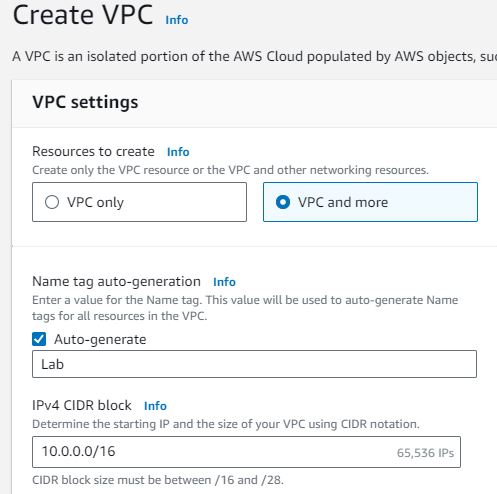 Create VPC Info
A VPC is an isolated portion of the AWS Cloud populated by AWS objects,
VPC settings
Resources to create Info
Create only the VPC resource or the VPC and other networking resources.
VPC only
VPC and more
Name tag auto-generation Info
Enter a value for the Name tag. This value will be used to auto-generate Name
tags for all resources in the VPC.
Auto-generate
Lab
IPv4 CIDR block Info
Determine the starting IP and the size of your VPC using CIDR notation.
10.0.0.0/16 65,536 IPs
CIDR block size must be between /16 and /28.